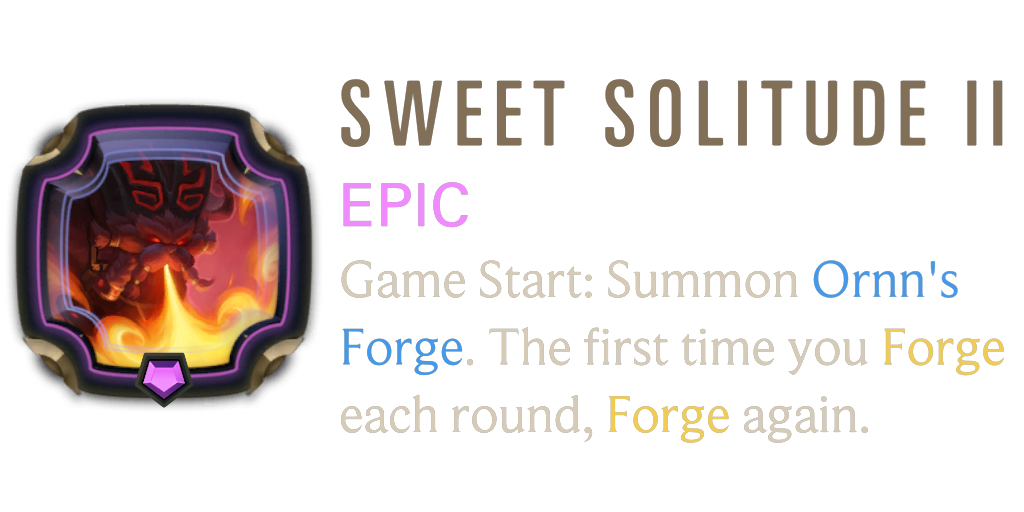 SWEET SOLITUDE II
EPIC
Game Start: Summon Ornn's
Forge. The first time you Forge
each round, Forge again.